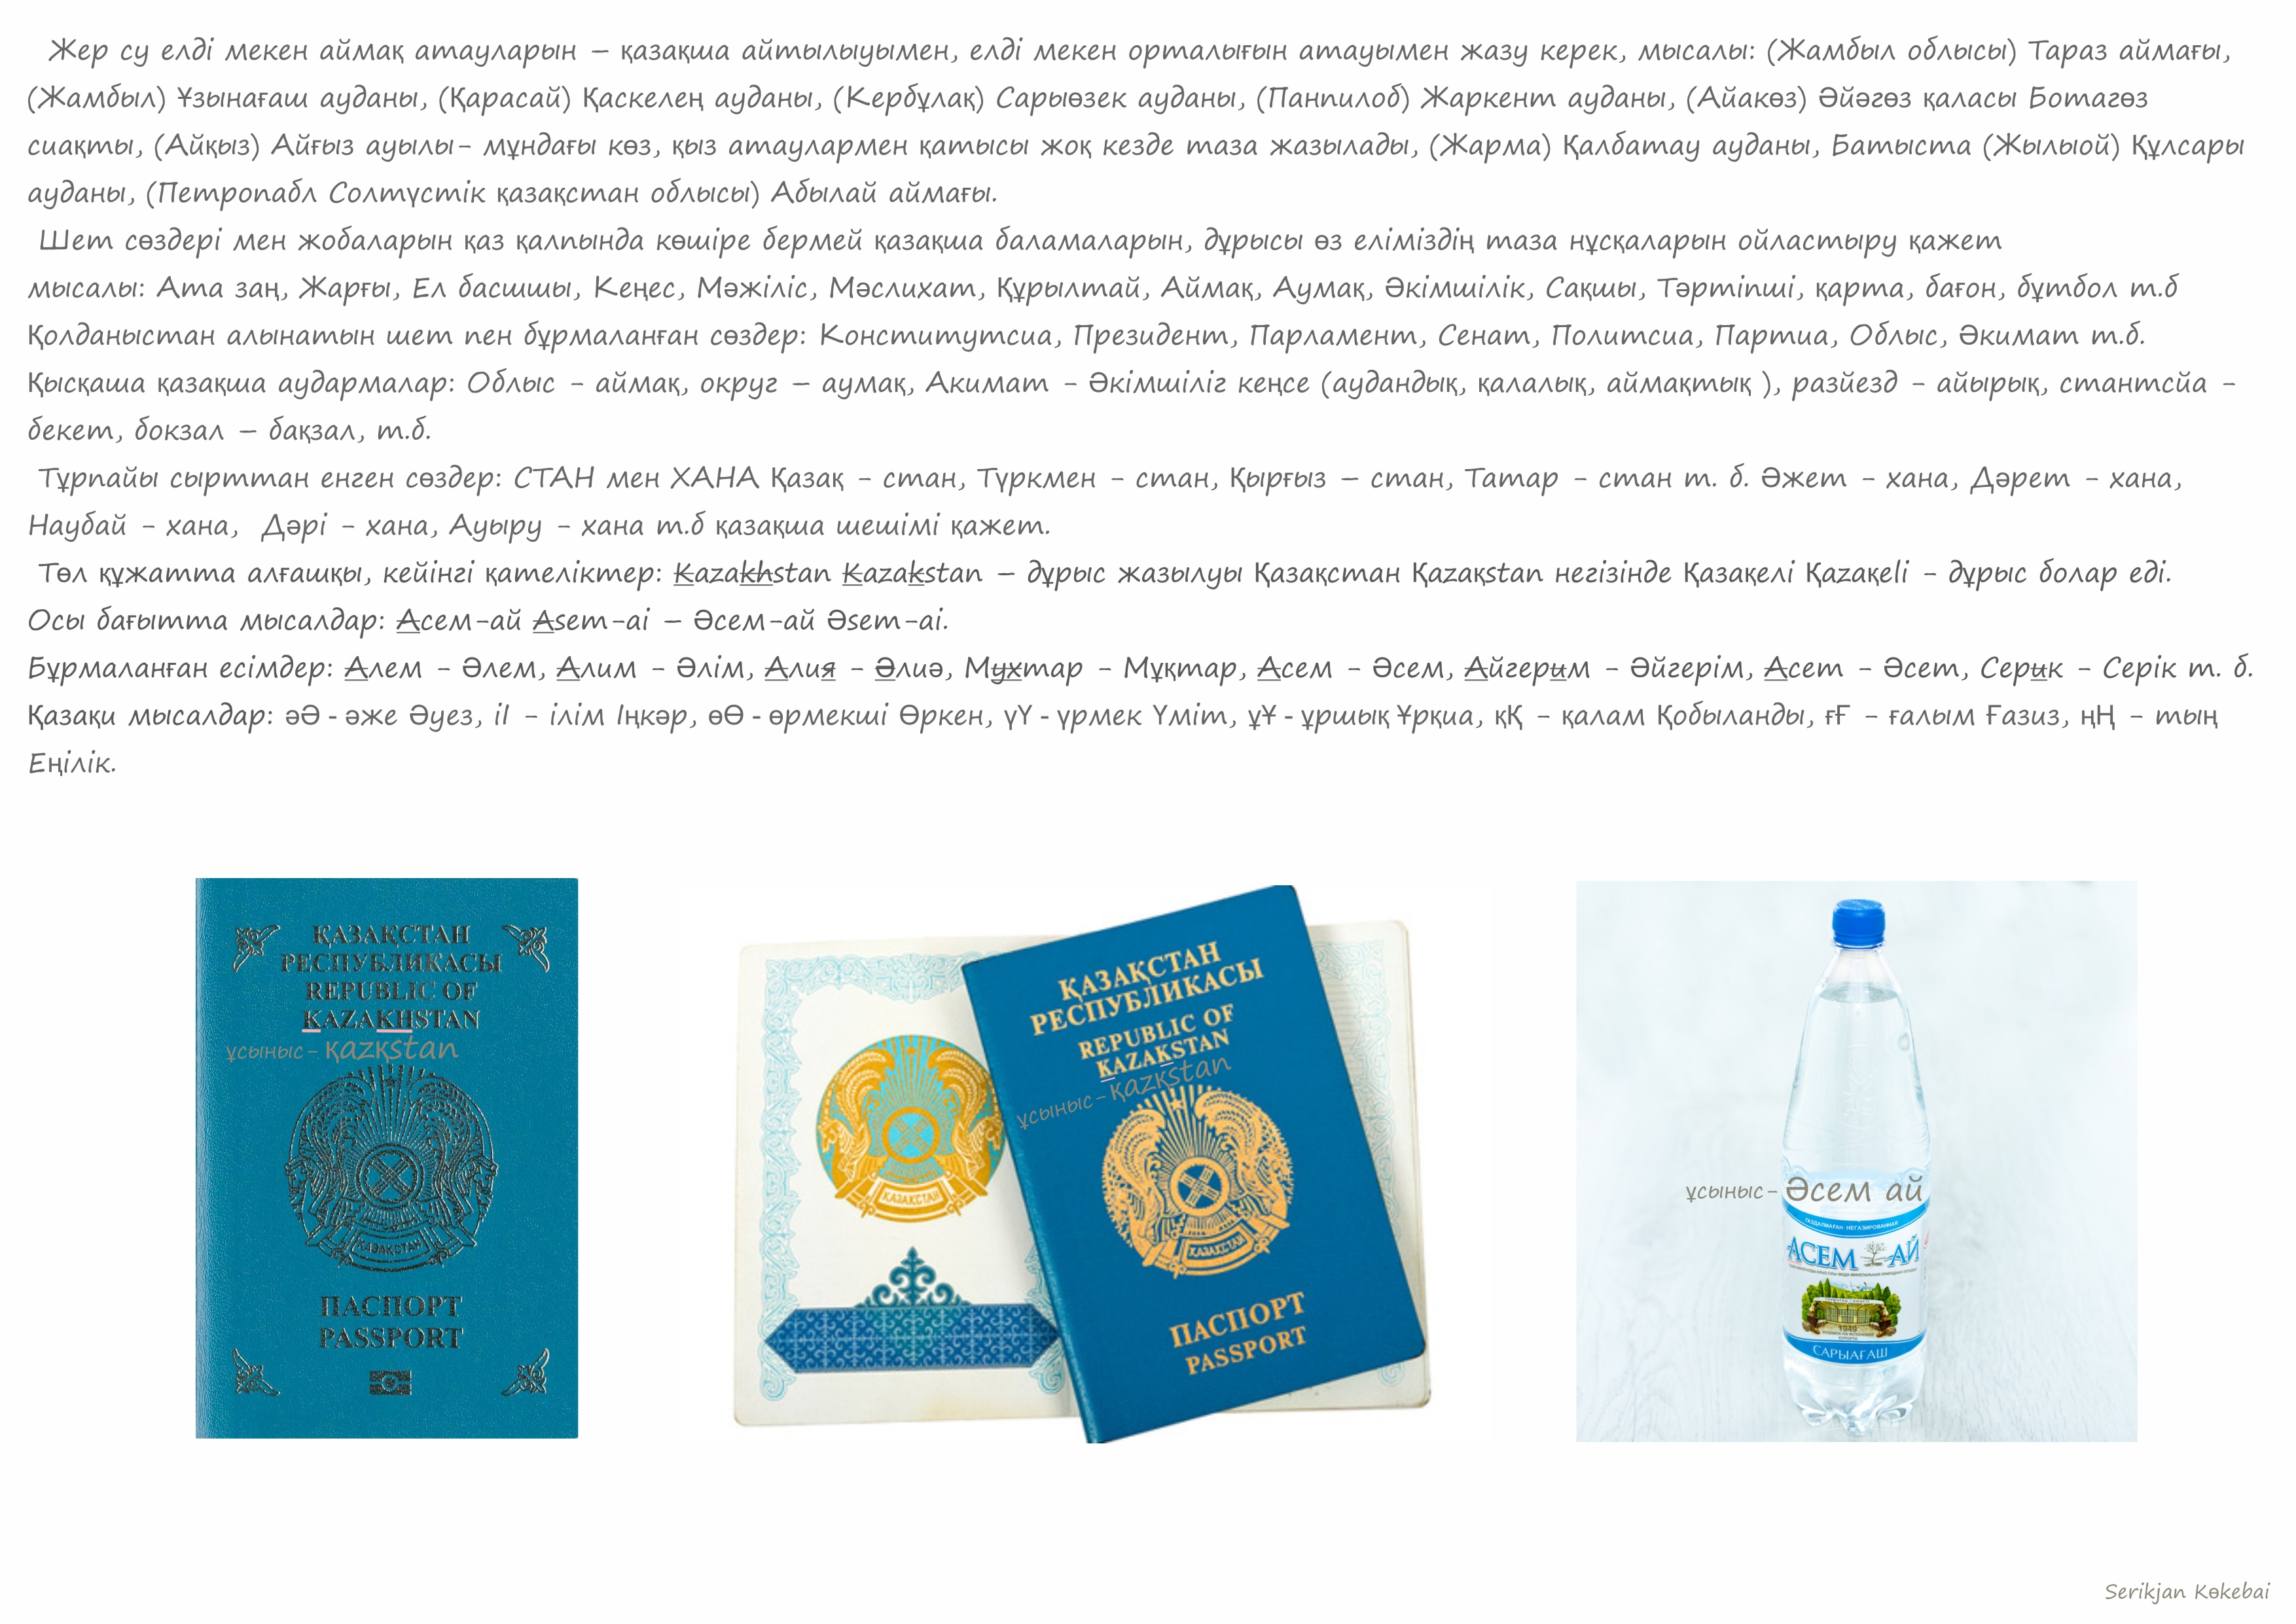 Жер су елді мекен аймақ атауларын – қазақша айтылыуымен, елді мекен орталығын атауымен жазу керек, мысалы: (Жамбыл облысы) Тараз аймағы,
(Жамбыл) Ұзынағаш ауданы, (Қарасай) Қаскелең ауданы, (Кербұлақ) Сарыөзек ауданы, (Панпилоб) Жаркент ауданы, (Айакөз) Әйәгөз қаласы Ботагөз
сиақты, (Айқыз) Айғыз ауылы- мұндағы көз, қыз атаулармен қатысы жоқ кезде таза жазылады, (Жарма) Қалбатау ауданы, Батыста (Жылыой) Құлсары
ауданы, (Петропабл Солтүстік қазақстан облысы) Абылай аймағы.
Шет сөздері мен жобаларын қаз қалпында көшіре бермей қазақша баламаларын, дұрысы өз еліміздің таза нұсқаларын ойластыру қажет
мысалы: Ата заң, Жарғы, Ел басшшы, Кеңес, Мәжіліс, Мәслихат, Құрылтай, Аймақ, Аумақ, Әкімшілік, Сақшы, Тәртіпші, қарта, бағон, бұтбол т.б
Қолданыстан алынатын шет пен бұрмаланған сөздер: Конститутсиа, Президент, Парламент, Сенат, Политсиа, Партиа, Облыс, Әкимат т.б.
Қысқаша қазақша аудармалар: Облыс - аймақ, округ – аумақ, Акимат - Әкімшіліг кеңсе (аудандық, қалалық, аймақтық ), разйезд - айырық, стантсйа -
бекет, бокзал – бақзал, т.б.
Тұрпайы сырттан енген сөздер: СТАН мен ХАНА Қазақ - стан, Түркмен - стан, Қырғыз – стан, Татар - стан т. б. Әжет - хана, Дәрет - хана,
Наубай - хана, Дәрі - хана, Ауыру - хана т.б қазақша шешімі қажет.
Төл құжатта алғашқы, кейінгі қателіктер: Kazakhstan Kazakstan – дұрыс жазылуы Қазақстан Қazaқstan негізінде Қазақелі Қazaқeli - дұрыс болар еді.
Осы бағытта мысалдар: Асем-ай Asem-ai – Әсем-ай Әsem-ai.
Бұрмаланған есімдер: Алем - Әлем, Алим - Әлім, Алия - Әлиә, Мухтар - Мұқтар, Асем - Әсем, Айгерим - Әйгерім, Асет - Әсет, Серик - Серік т. б.
Қазақи мысалдар: әӘ - әже Әуез, іІ - ілім Іңкәр, өӨ - өрмекші Өркен, үҮ - үрмек Үміт, ұҰ - ұршық Ұрқиа, қҚ - қалам Қобыланды, ғҒ - ғалым Ғазиз, ңҢ - тың
Еңілік.
ҚАЗАҚСТАН
РЕСПУБЛИКАСЫ
REPUBLIC OF
KAZAKHSTAN
ұсыныс- қazқstan
ҚАЗАҚСТАН
ПАСПОРТ
PASSPORT
ҚАЗАҚСТАН
ҚАЗАҚСТАН
РЕСПУБЛИКАСЫ
REPUBLIC OF
KAZAKSTAN
ұсыныс- қazқstan
ҚАЗАҚСТАН
ПАСПОРТ
PASSPORT
ұсыныс- Әсем ай
ГАЗДАЛМАҒАН НЕГАЗИРОВАННАЯ
АСЕМ АЙ
1949
САРЫАҒАШ
Serikjan Көkebai